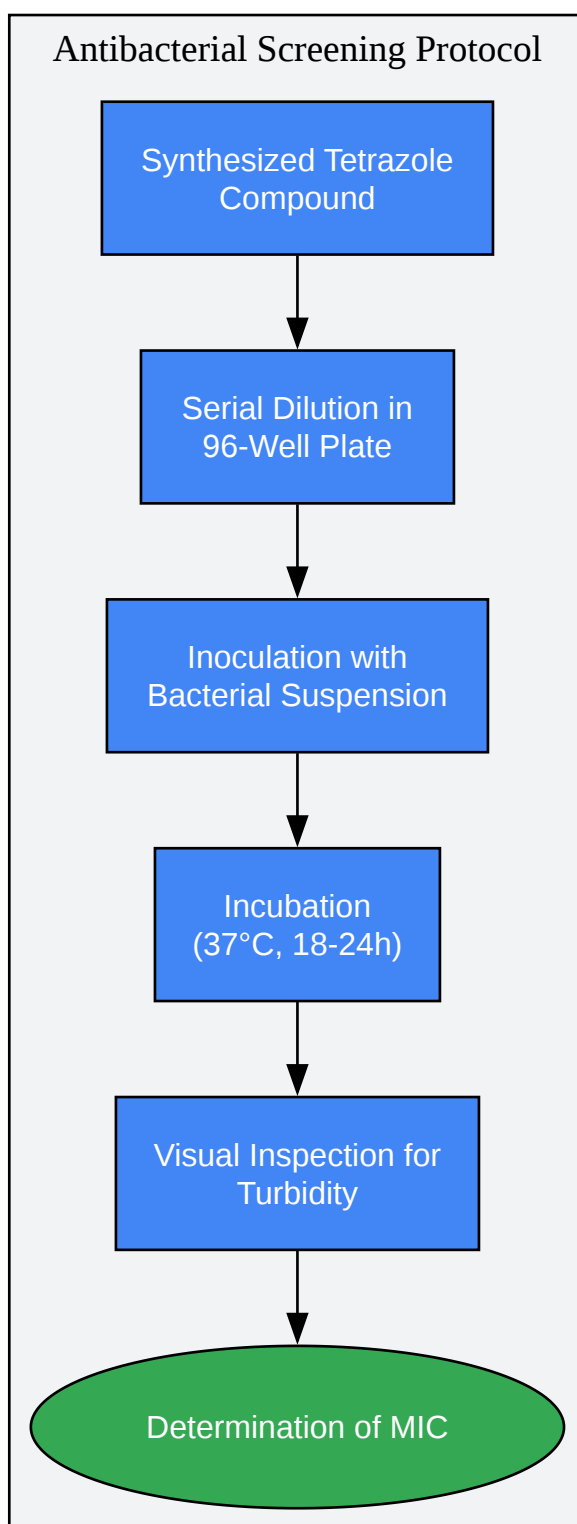 Antibacterial Screening Protocol
Synthesized Tetrazole
Compound
Serial Dilution in
96-Well Plate
Inoculation with
Bacterial Suspension
Incubation
(37°C, 18-24h)
Visual Inspection for
Turbidity
Determination of MIC